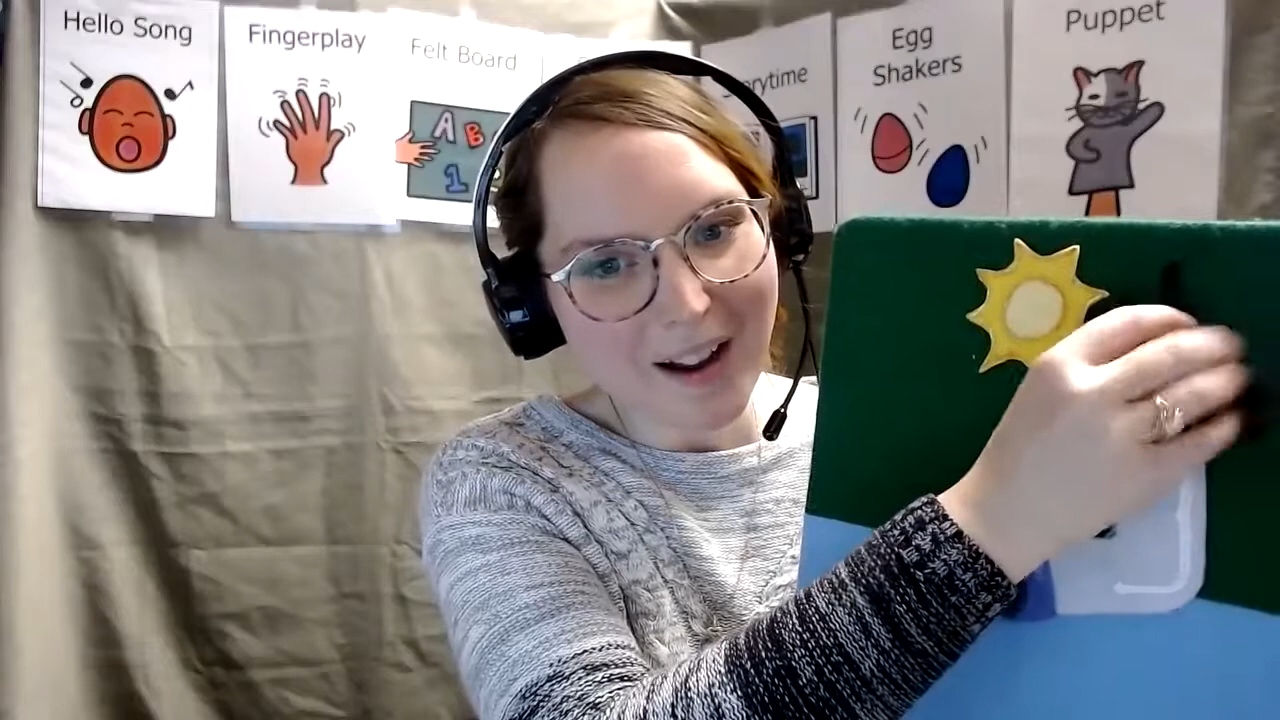 Hello Song
Fingerplay
Felt Board
A B
1
Egg
Shakers
Puppet